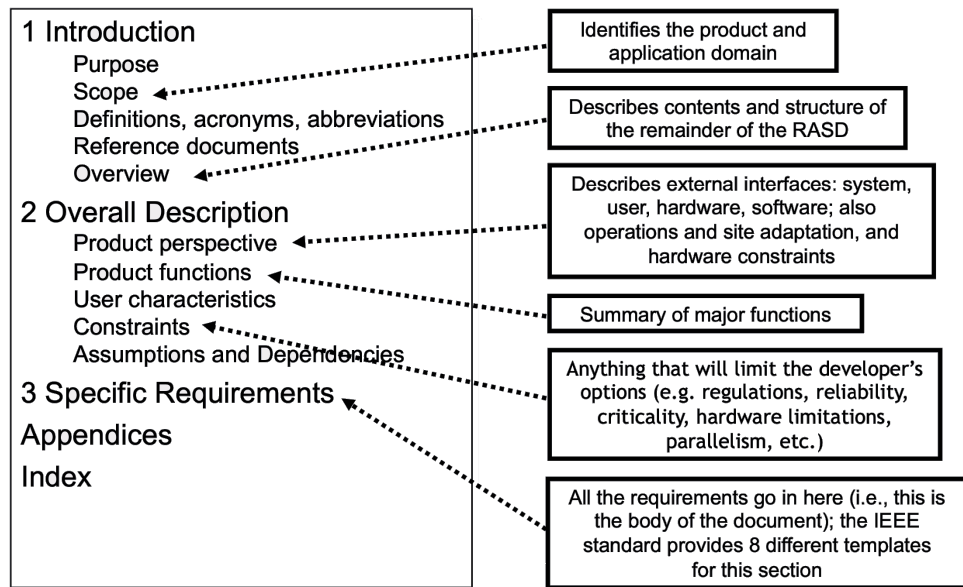 1 Introduction
Purpose
Scope
Definitions, acronyms, abbreviations
Reference documents
Overview
2 Overall Description
Product perspective
Product functions
User characteristics
Constraints
Assumptions and Dependencies
3 Specific Requirements
Appendices
Index
Identifies the product and
application domain
Describes contents and structure of
the remainder of the RASD
Describes external interfaces: system,
user, hardware, software; also
operations and site adaptation, and
hardware constraints
Summary of major functions
Anything that will limit the developer’s
options (e.g. regulations, reliability,
criticality, hardware limitations,
parallelism, etc.)
All the requirements go in here (i.e., this is
the body of the document); the IEEE
standard provides 8 different templates
for this section